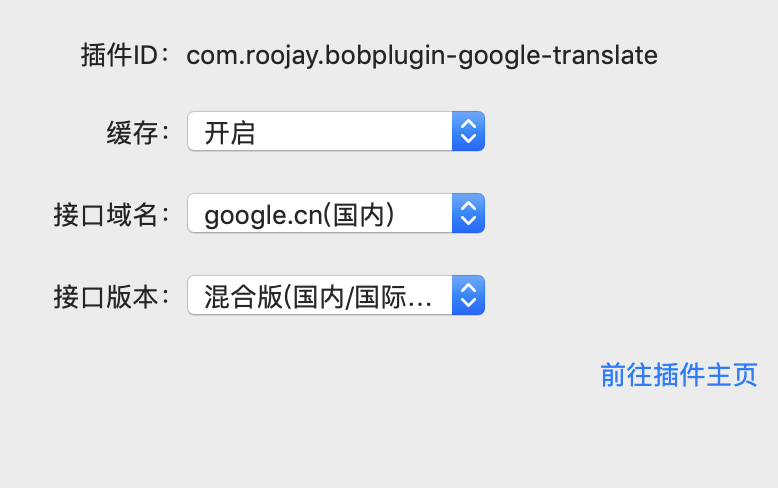 插件ID： com.roojay.bobplugin-google-translate
缓存： 开启
接口域名： google.cn(国内)
接口版本： 混合版(国内/国际...
前往插件主页